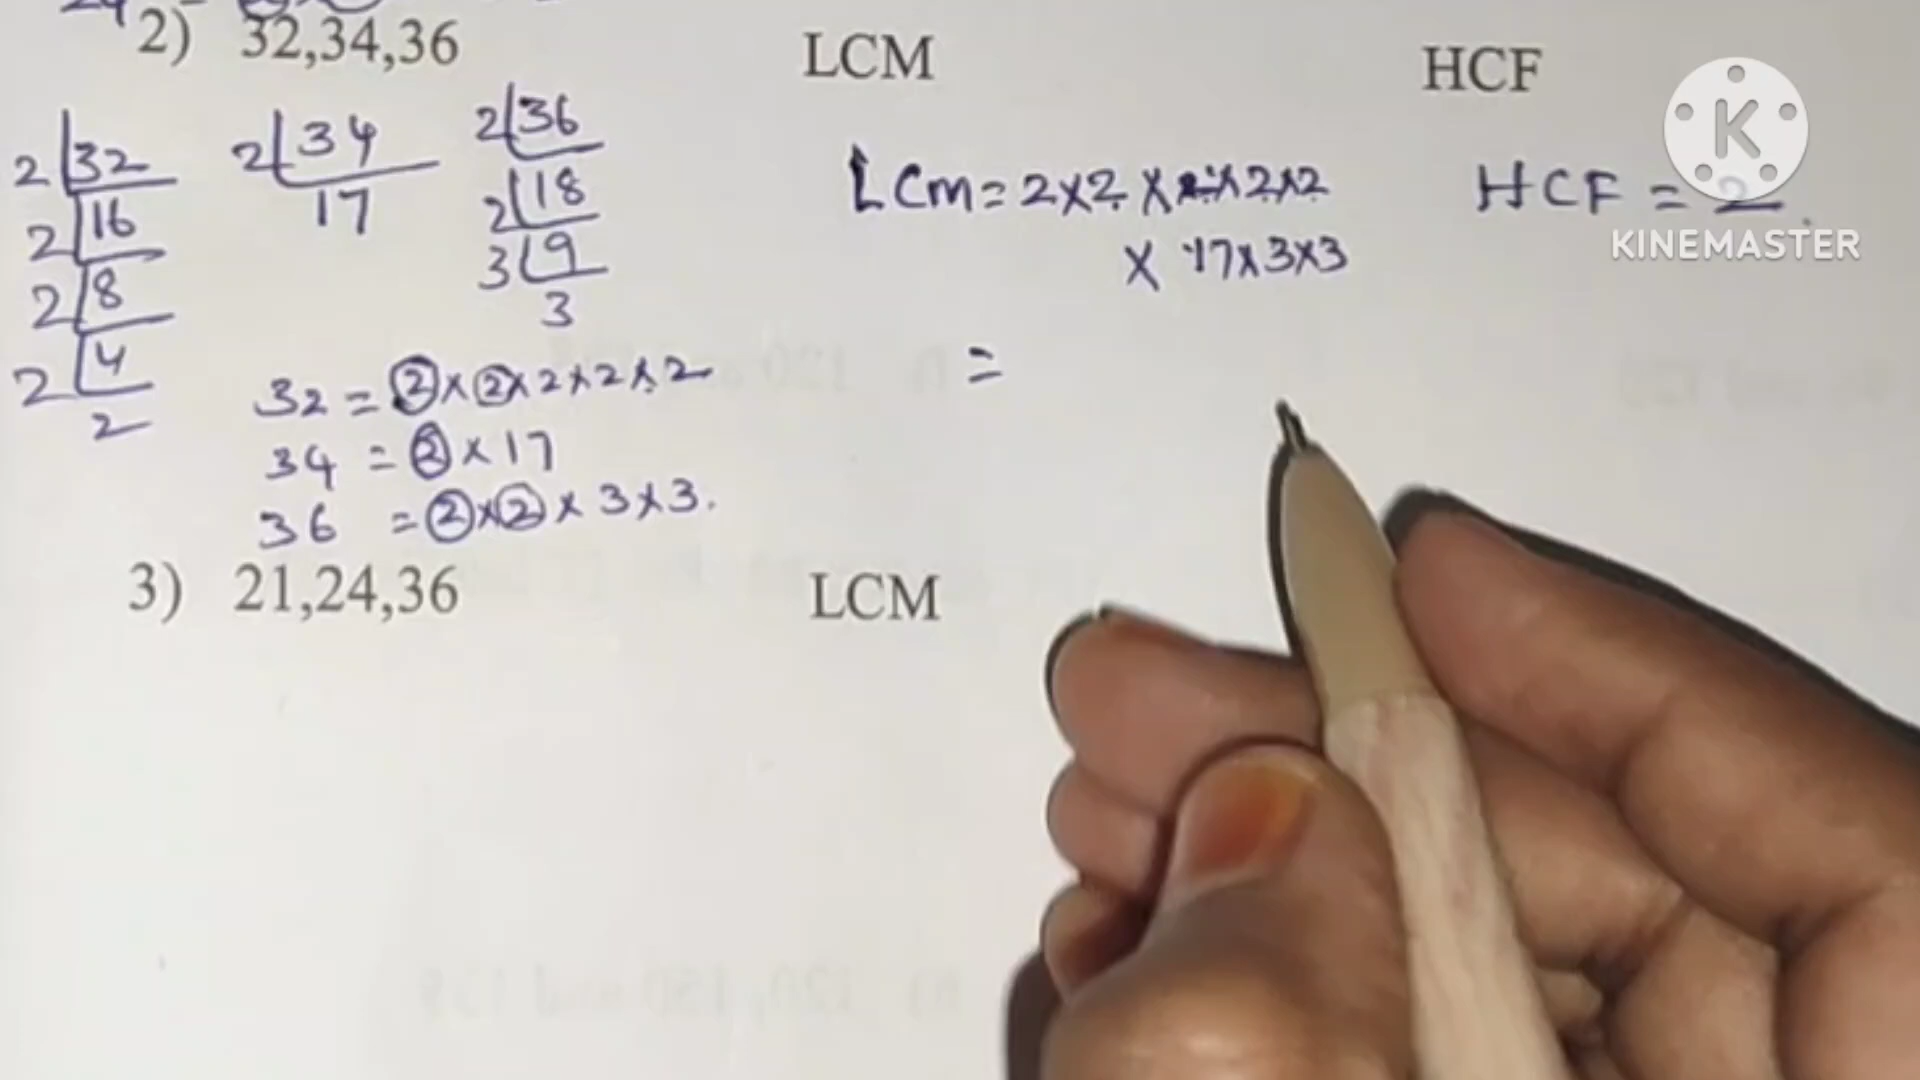 2) 32,34,36 LCM HCF
2 32 2 34 2 36
2 16 17 2 18
2 8 3 9
2 4 3
2
LCM = 2×2×2×2×2
× 17×3×3
=
HCF = 2
K
KINEMASTER
32 = 2×2×2×2×2
34 = 2×17
36 = 2×2×3×3.
3) 21,24,36 LCM